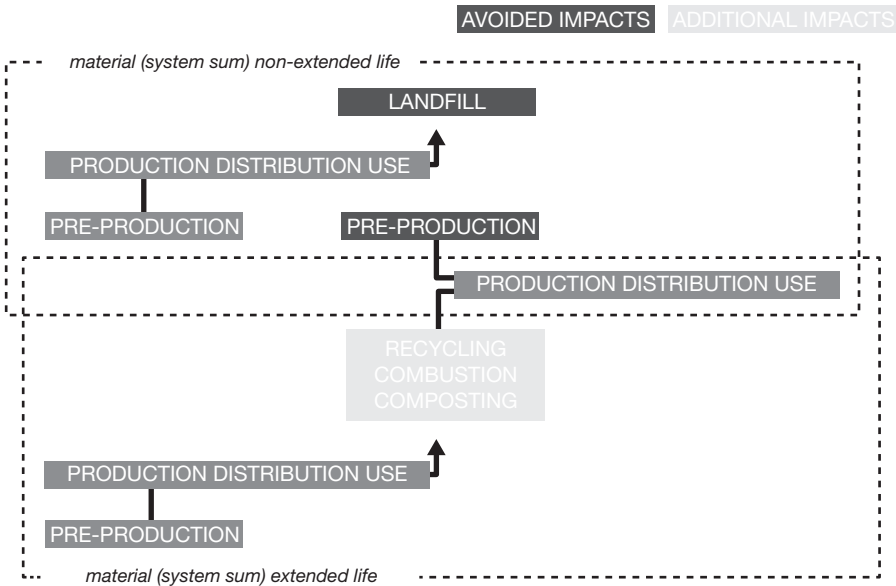 AVOIDED IMPACTS ADDITIONAL IMPACTS
material (system sum) non-extended life
LANDFILL
PRODUCTION DISTRIBUTION USE
PRE-PRODUCTION PRE-PRODUCTION
PRODUCTION DISTRIBUTION USE
RECYCLING
COMBUSTION
COMPOSTING
PRODUCTION DISTRIBUTION USE
PRE-PRODUCTION
material (system sum) extended life